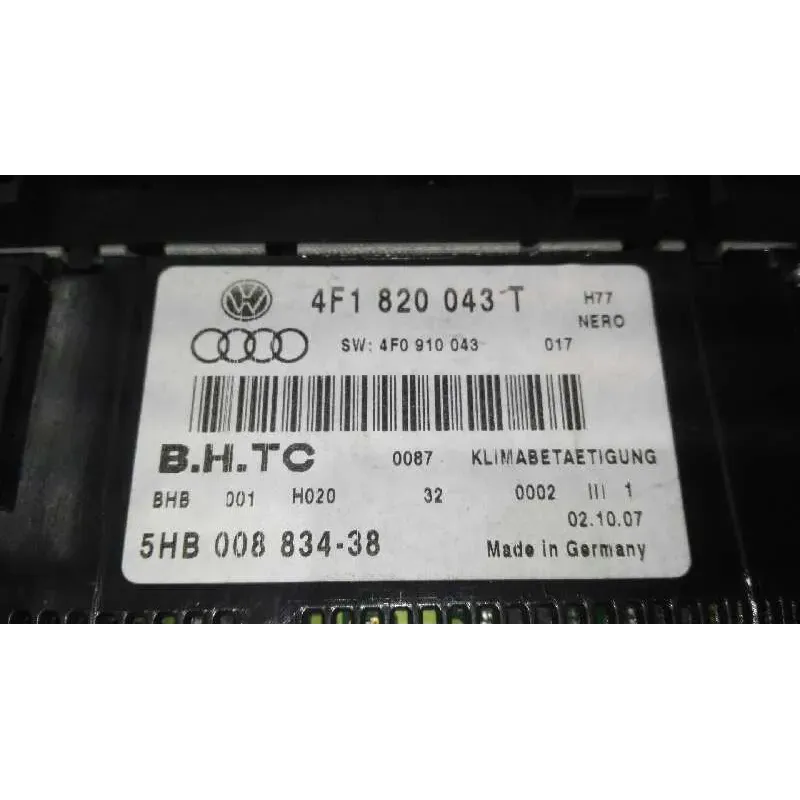 4F1 820 043 T H77
NERO
SW: 4F0 910 043 017
B.H.TC 0087 KLIMABETAETIGUNG
BHB 001 H020 32 0002 III 1
02.10.07
5HB 008 834-38 Made in Germany